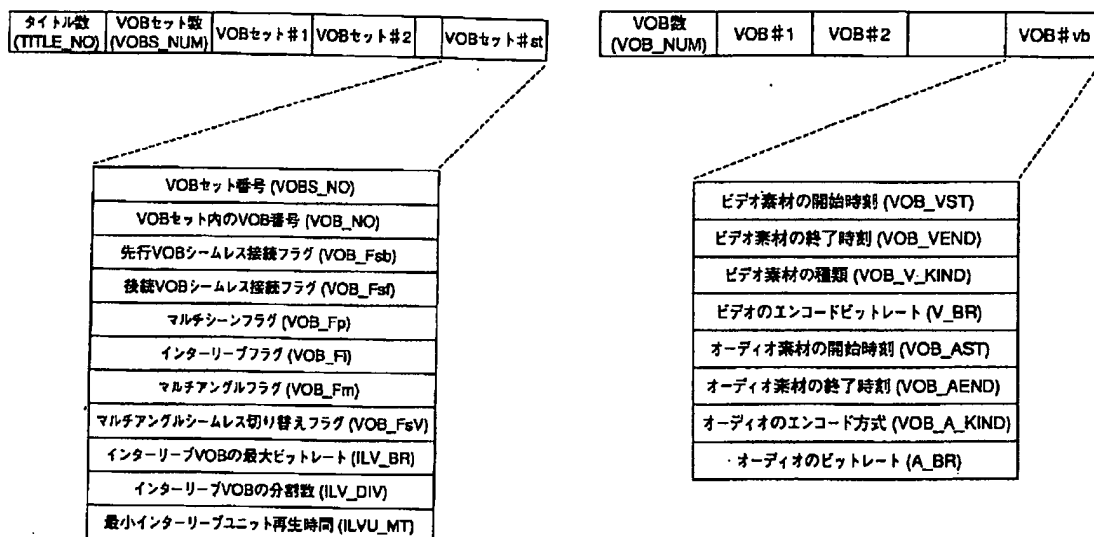 タイトル数
(TITLE_NO)
VOBセット数
(VOBS_NUM)
VOBセット#1
VOBセット#2
VOBセット#st
VOBセット番号 (VOBS_NO)
VOBセット内のVOB番号 (VOB_NO)
先行VOBシームレス接続フラグ (VOB_Fsb)
後続VOBシームレス接続フラグ (VOB_Fsf)
マルチシーンフラグ (VOB_Fp)
インターリーブフラグ (VOB_Fi)
マルチアングルフラグ (VOB_Fm)
マルチアングルシームレス切り替えフラグ (VOB_FsV)
インターリーブVOBの最大ビットレート (ILV_BR)
インターリーブVOBの分割数 (ILV_DIV)
最小インターリーブユニット再生時間 (ILVU_MT)
VOB数
(VOB_NUM)
VOB#1
VOB#2
VOB#vb
ビデオ素材の開始時刻 (VOB_VST)
ビデオ素材の終了時刻 (VOB_VEND)
ビデオ素材の種類 (VOB_V_KIND)
ビデオのエンコードビットレート (V_BR)
オーディオ素材の開始時刻 (VOB_AST)
オーディオ素材の終了時刻 (VOB_AEND)
オーディオのエンコード方式 (VOB_A_KIND)
オーディオのビットレート (A_BR)